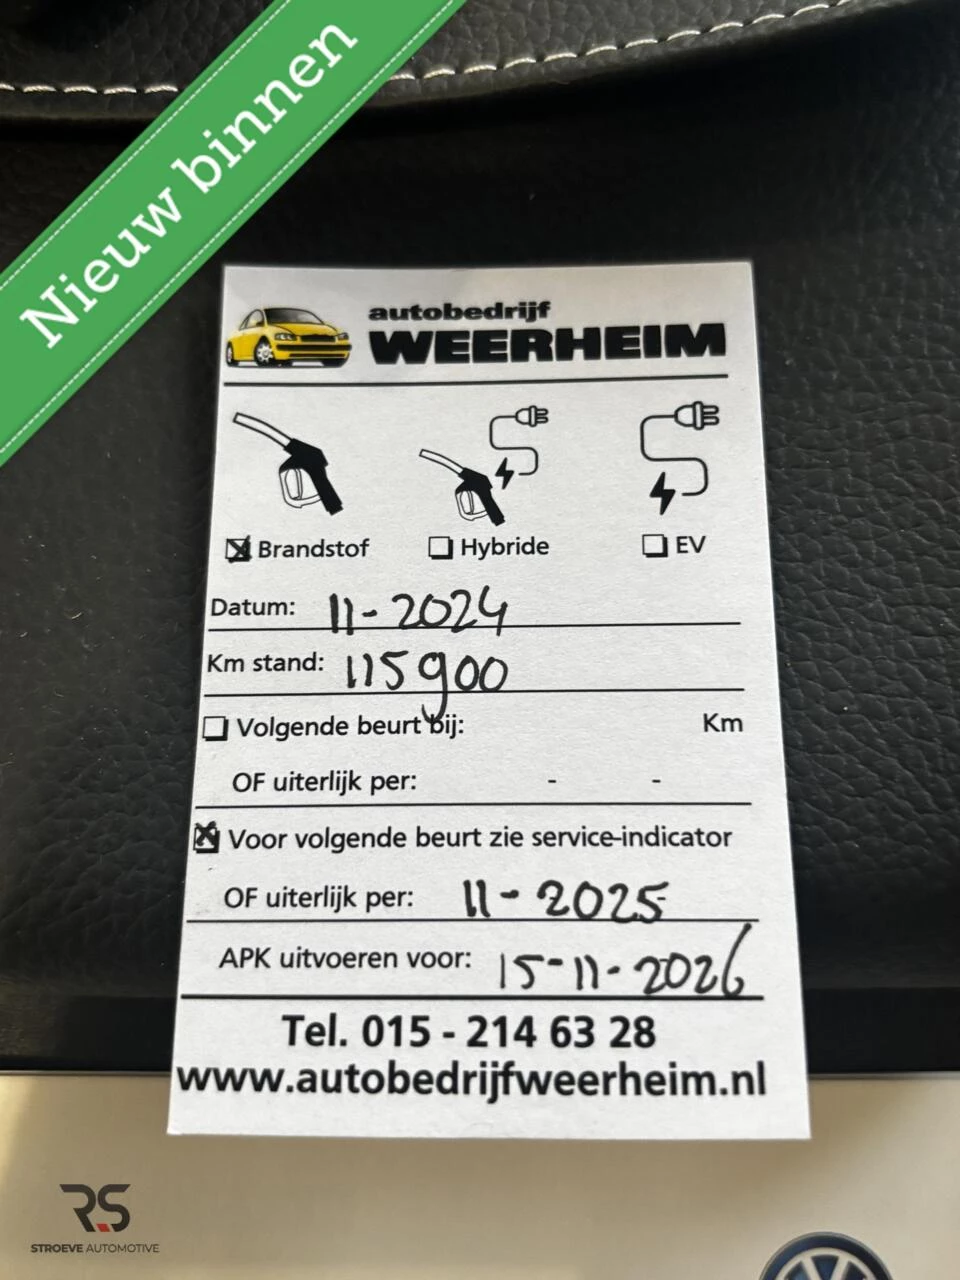 Nieuw binnen
autobedrijf
WEERHEIM
Brandstof Hybride EV
Datum: 11-2024
Km stand: 115900
Volgende beurt bij: Km
OF uiterlijk per: - -
Voor volgende beurt zie service-indicator
OF uiterlijk per: 11-2025
APK uitvoeren voor: 15-11-2026
Tel. 015 - 214 63 28
www.autobedrijfweerheim.nl
RS
STROEVE AUTOMOTIVE